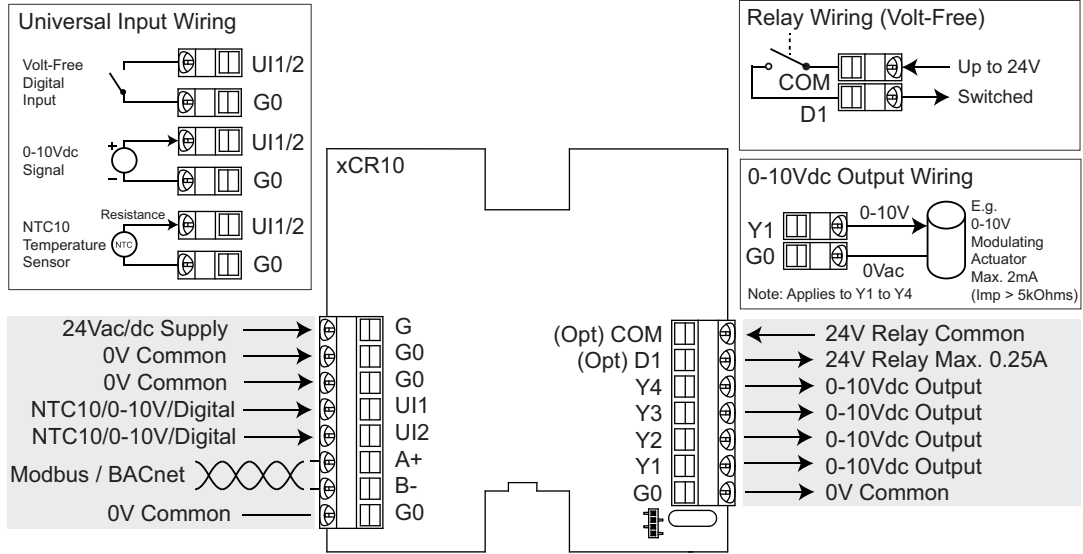 Universal Input Wiring
Volt-Free
Digital
Input
UI1/2
G0
0-10Vdc
Signal
+
−
UI1/2
G0
NTC10
Temperature
Sensor
Resistance
NTC
UI1/2
G0
Relay Wiring (Volt-Free)
COM
D1
Up to 24V
Switched
0-10Vdc Output Wiring
Y1
G0
0-10V
0Vac
E.g.
0-10V
Modulating
Actuator
Max. 2mA
(Imp > 5kOhms)
Note: Applies to Y1 to Y4
xCR10
24Vac/dc Supply G
0V Common G0
0V Common G0
NTC10/0-10V/Digital UI1
NTC10/0-10V/Digital UI2
Modbus / BACnet
A+
B-
0V Common G0
(Opt) COM 24V Relay Common
(Opt) D1 24V Relay Max. 0.25A
Y4 0-10Vdc Output
Y3 0-10Vdc Output
Y2 0-10Vdc Output
Y1 0-10Vdc Output
G0 0V Common